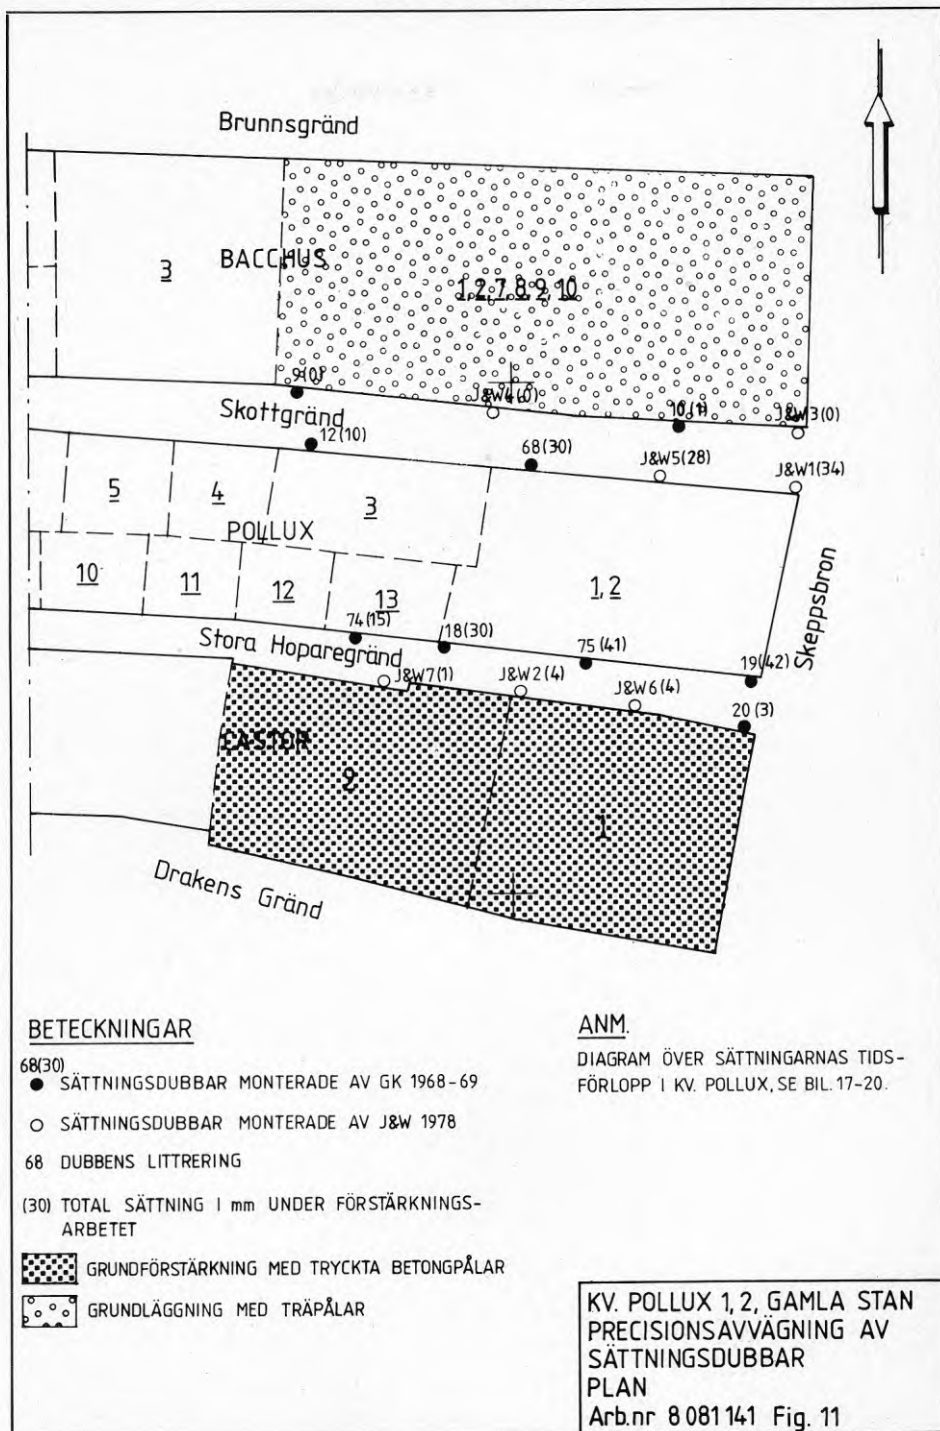 Brunnsgränd
3
BACCHUS
1, 2, 7, 8, 9, 10
9(0)
J&W4(0)
10(1)
J&W3(0)
Skottgränd
12(10)
68(30)
J&W5(28)
J&W1(34)
5
4
3
POLLUX
10
11
12
13
1, 2
Skeppsbron
74(15)
18(30)
75(41)
19(42)
Stora Hoparegränd
J&W7(1)
J&W2(4)
J&W6(4)
20(3)
CASTOR
9
1
Drakens Gränd
BETECKNINGAR
68(30)
SÄTTNINGSDUBBAR MONTERADE AV GK 1968-69
SÄTTNINGSDUBBAR MONTERADE AV J&W 1978
68 DUBBENS LITTRERING
(30) TOTAL SÄTTNING I mm UNDER FÖRSTÄRKNINGS-
ARBETET
GRUNDFÖRSTÄRKNING MED TRYCKTA BETONGPÅLAR
GRUNDLÄGGNING MED TRÄPÅLAR
ANM.
DIAGRAM ÖVER SÄTTNINGARNAS TIDS-
FÖRLOPP I KV. POLLUX, SE BIL. 17-20.
KV. POLLUX 1, 2, GAMLA STAN
PRECISIONSAVVÄGNING AV
SÄTTNINGSDUBBAR
PLAN
Arb.nr 8081141 Fig. 11